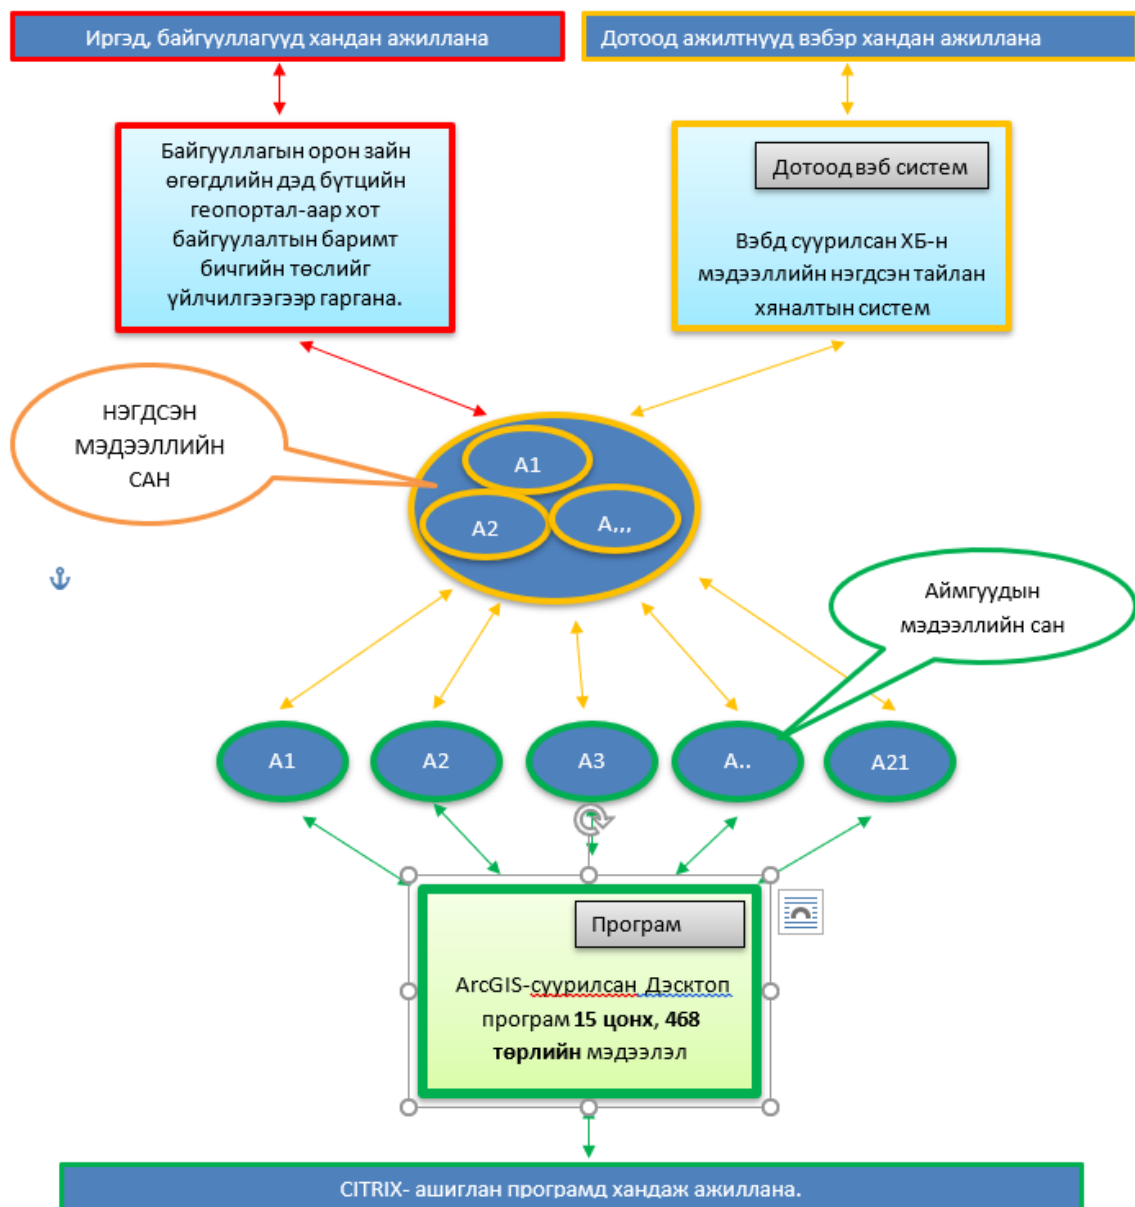 Иргэд, байгууллагууд хандан ажиллана
Дотоод ажилтнууд вэбэр хандан ажиллана
Байгууллагын орон зайн
өгөгдлийн дэд бүтцийн
геопортал-аар хот
байгуулалтын баримт
бичгийн төслийг
үйлчилгээгээр гаргана.
Дотоод вэб систем
Вэбд суурилсан ХБ-н
мэдээллийн нэгдсэн тайлан
хяналтын систем
НЭГДСЭН
МЭДЭЭЛЛИЙН
САН
А1
А2
А,,,
Аймгуудын
мэдээллийн сан
А1
А2
А3
А..
А21
Програм
ArcGIS-суурилсан Дэсктоп
програм 15 цонх, 468
төрлийн мэдээлэл
CITRIX- ашиглан програмд хандаж ажиллана.